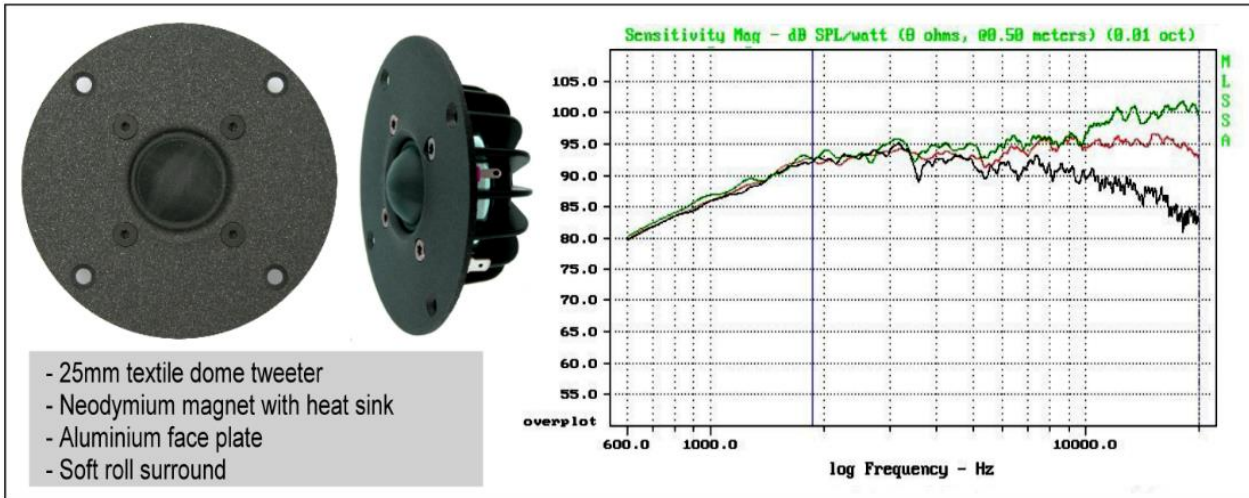 Sensitivity Mag - dB SPL/watt (8 ohms, @0.50 meters) (0.01 oct)
M
L
S
S
A
105.0
100.0
95.0
90.0
85.0
80.0
75.0
70.0
65.0
60.0
55.0
overplot
600.0 1000.0 10000.0
log Frequency - Hz
- 25mm textile dome tweeter
- Neodymium magnet with heat sink
- Aluminium face plate
- Soft roll surround